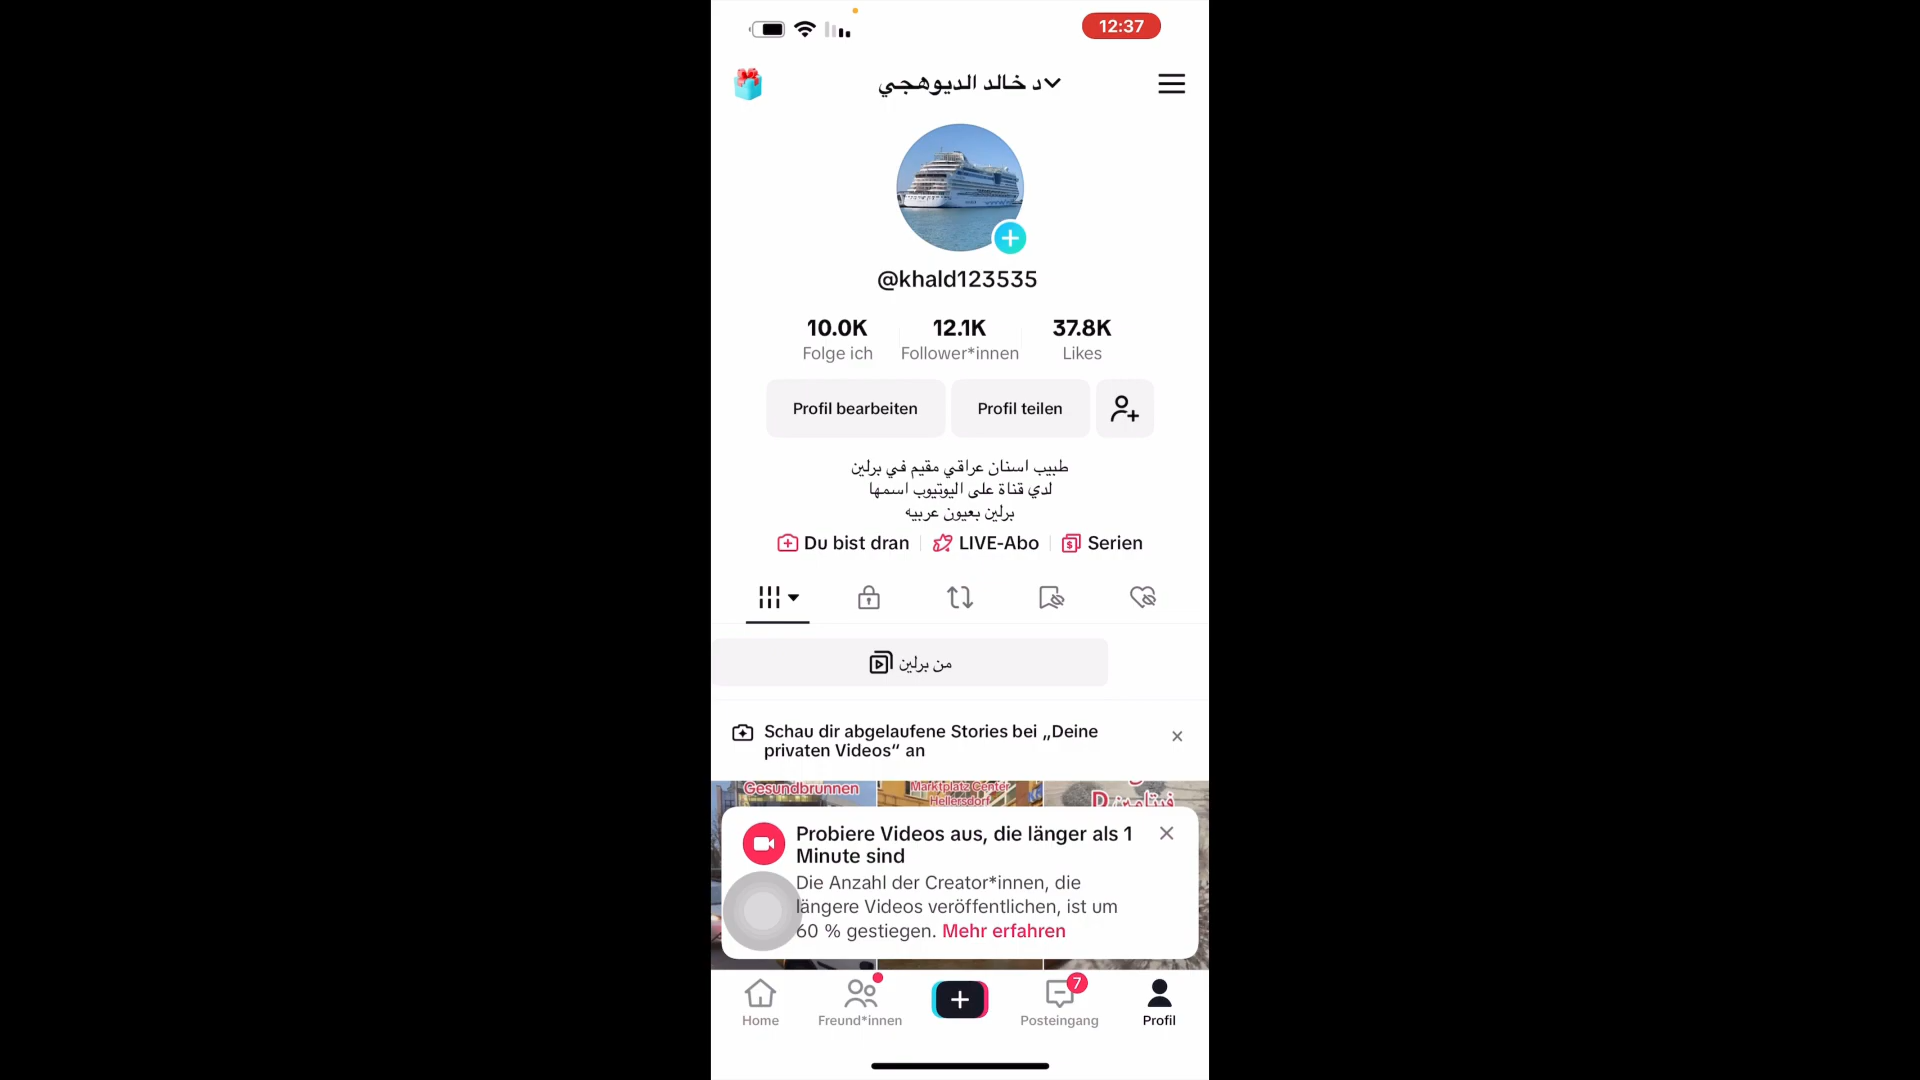 12:37
د خالد الديوهجي
@khald123535
10.0K 12.1K 37.8K
Folge ich Follower*innen Likes
Profil bearbeiten Profil teilen
طبيب اسنان عراقي مقيم في برلين
لدي قناة على اليوتيوب اسمها
برلين بعيون عربيه
Du bist dran LIVE-Abo Serien
من برلين
Schau dir abgelaufene Stories bei „Deine
privaten Videos“ an
Gesundbrunnen
Marktplatz Center
Hellersdorf
فيتامين D
Probiere Videos aus, die länger als 1
Minute sind
Die Anzahl der Creator*innen, die
längere Videos veröffentlichen, ist um
60 % gestiegen. Mehr erfahren
7
Home Freund*innen Posteingang Profil